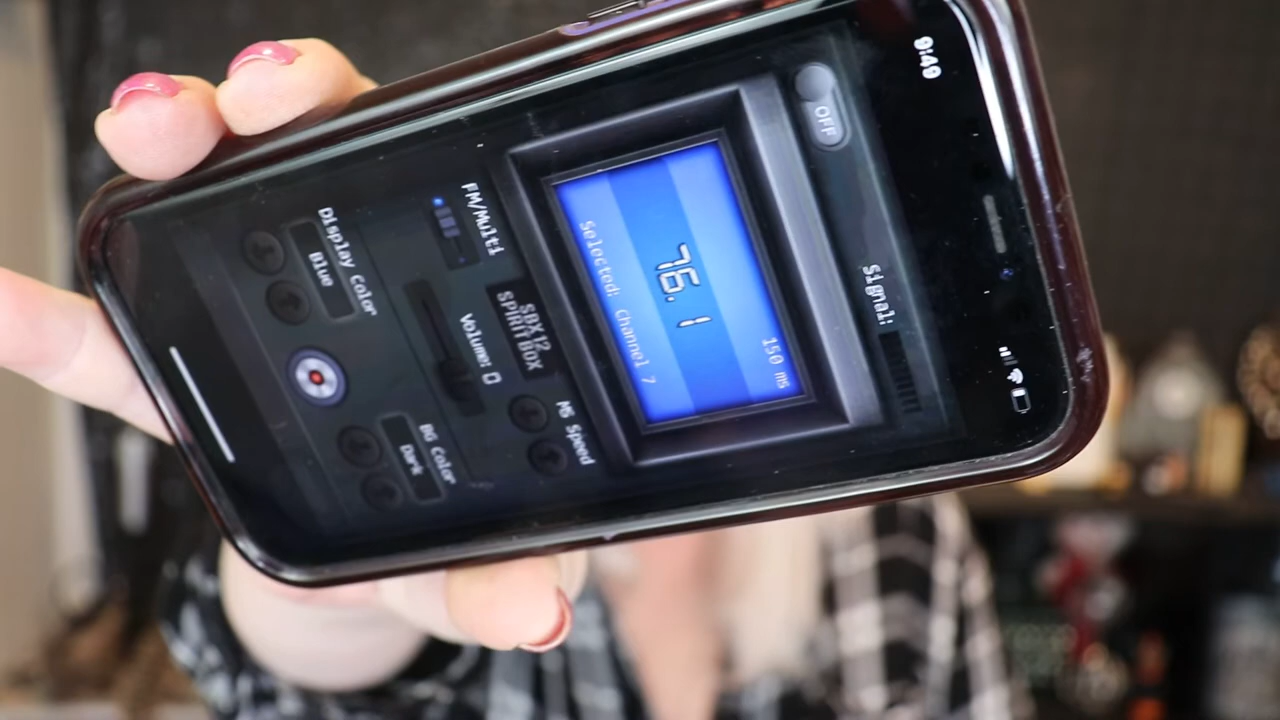 9:49
Signal:
OFF
150 ms
76.1
Selected: Channel 7
FM/Multi
SBX 12
SPIRIT BOX
MS Speed
Volume: 0
Display Color
Blue
BG Color
Dark